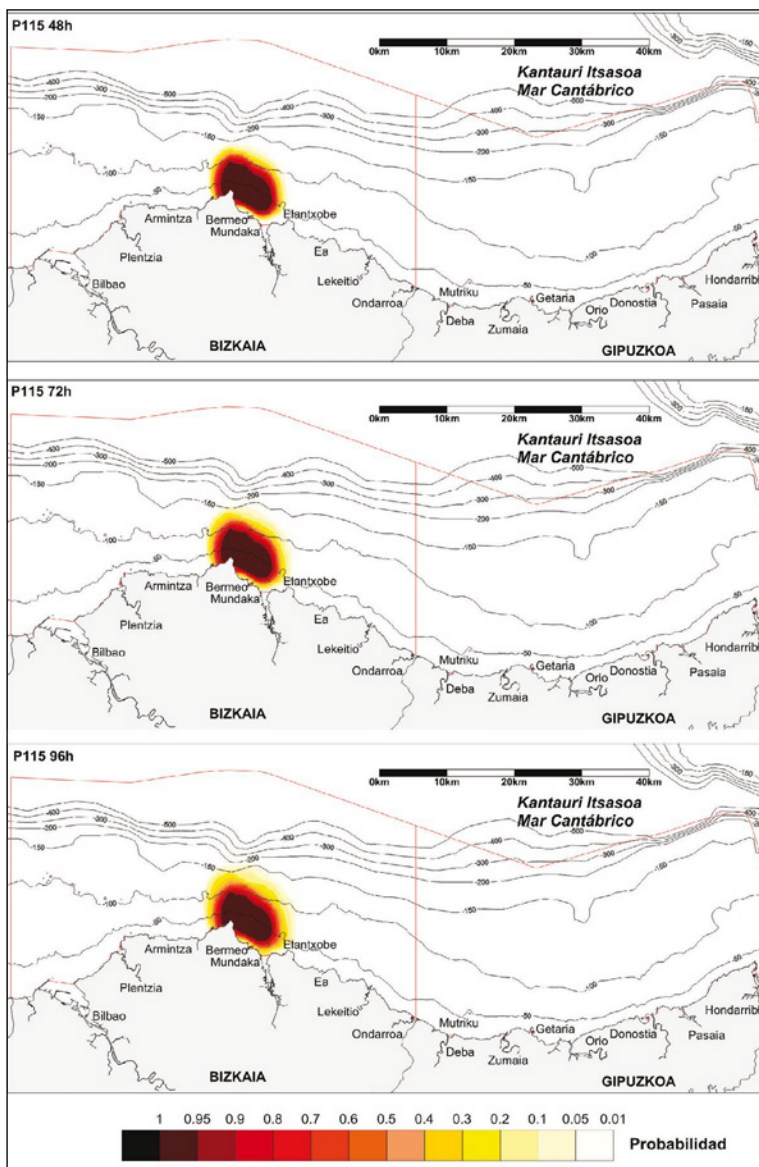 P115 48h
0km 10km 20km 30km 40km
Kantauri Itsasoa
Mar Cantábrico
Armintza
Bermeo
Elantxobe
Mundaka
Plentzia
Ea
Bilbao
Lekeitio
Ondarroa
Mutriku
Getaria
Donostia
Hondarribi
Deba
Zumaia
Orio
Pasaia
BIZKAIA
GIPUZKOA
P115 72h
0km 10km 20km 30km 40km
Kantauri Itsasoa
Mar Cantábrico
Armintza
Bermeo
Elantxobe
Mundaka
Plentzia
Ea
Bilbao
Lekeitio
Ondarroa
Mutriku
Getaria
Donostia
Hondarribi
Deba
Zumaia
Orio
Pasaia
BIZKAIA
GIPUZKOA
P115 96h
0km 10km 20km 30km 40km
Kantauri Itsasoa
Mar Cantábrico
Armintza
Bermeo
Elantxobe
Mundaka
Plentzia
Ea
Bilbao
Lekeitio
Ondarroa
Mutriku
Getaria
Donostia
Hondarribi
Deba
Zumaia
Orio
Pasaia
BIZKAIA
GIPUZKOA
1 0.95 0.9 0.8 0.7 0.6 0.5 0.4 0.3 0.2 0.1 0.05 0.01
Probabilidad